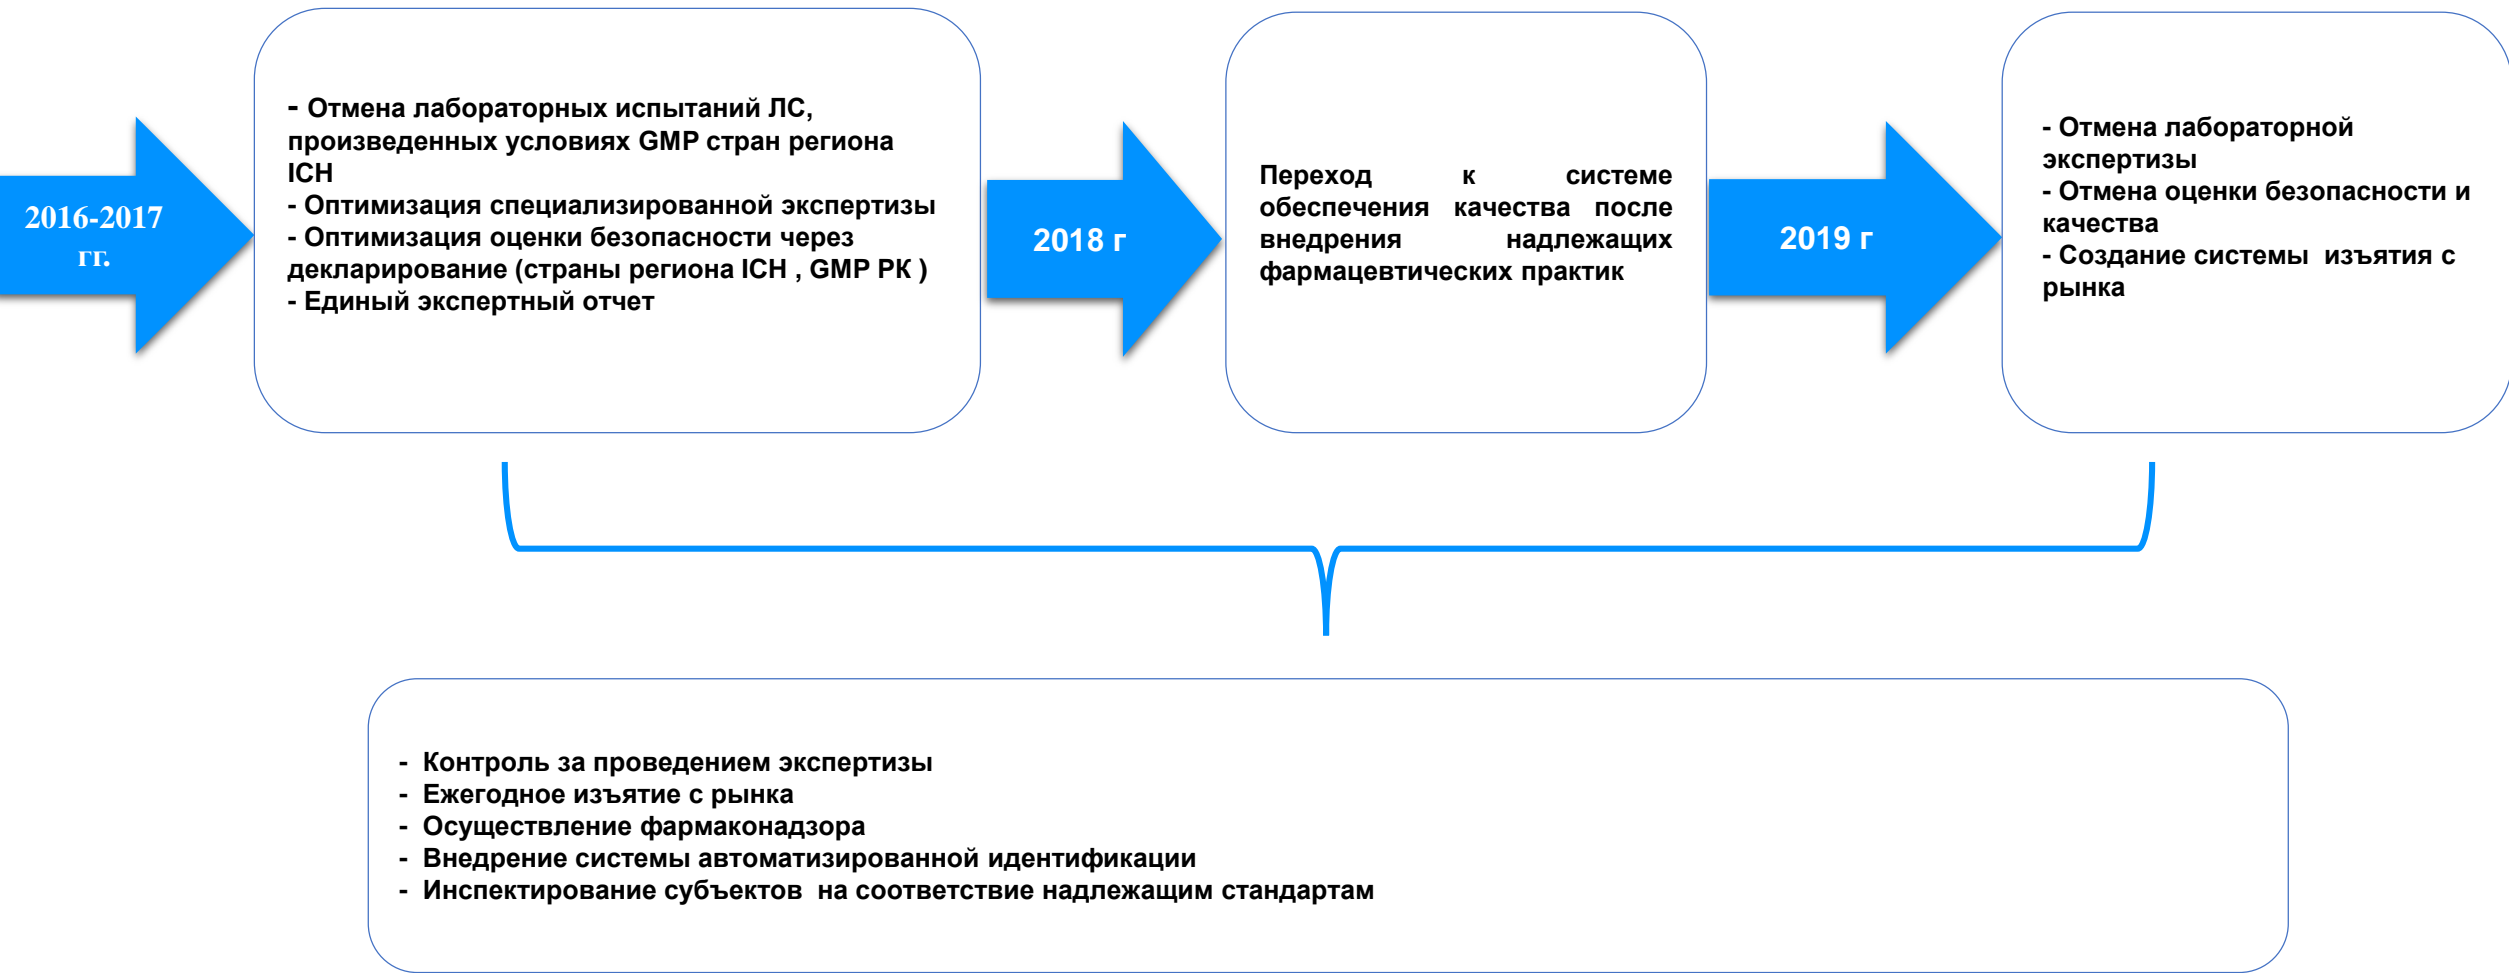 2016-2017
гг.
- Отмена лабораторных испытаний ЛС,
произведенных условиях GMP стран региона
ICH
- Оптимизация специализированной экспертизы
- Оптимизация оценки безопасности через
декларирование (страны региона ICH , GMP РК )
- Единый экспертный отчет
2018 г
Переход к системе
обеспечения качества после
внедрения надлежащих
фармацевтических практик
2019 г
- Отмена лабораторной
экспертизы
- Отмена оценки безопасности и
качества
- Создание системы изъятия с
рынка
- Контроль за проведением экспертизы
- Ежегодное изъятие с рынка
- Осуществление фармаконадзора
- Внедрение системы автоматизированной идентификации
- Инспектирование субъектов на соответствие надлежащим стандартам